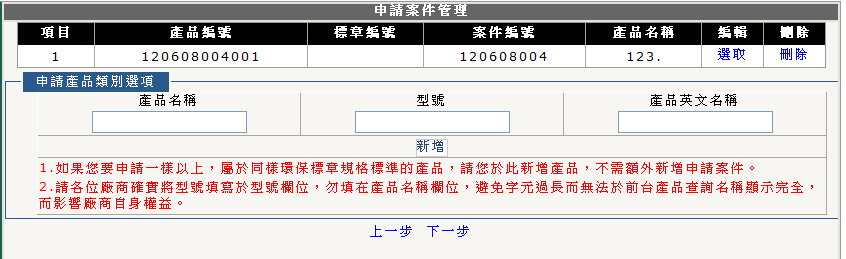 申請案件管理
項目 產品編號 標章編號 案件編號 產品名稱 編輯 刪除
1 120608004001 120608004 123. 選取 刪除
申請產品類別選項
產品名稱 型號 產品英文名稱
新增
1.如果您要申請一樣以上，屬於同樣環保標章規格標準的產品，請您於此新增產品，不需額外新增申請案件。
2.請各位廠商確實將型號填寫於型號欄位，勿填在產品名稱欄位，避免字元過長而無法於前台產品查詢名稱顯示完全，
而影響廠商自身權益。
上一步 下一步